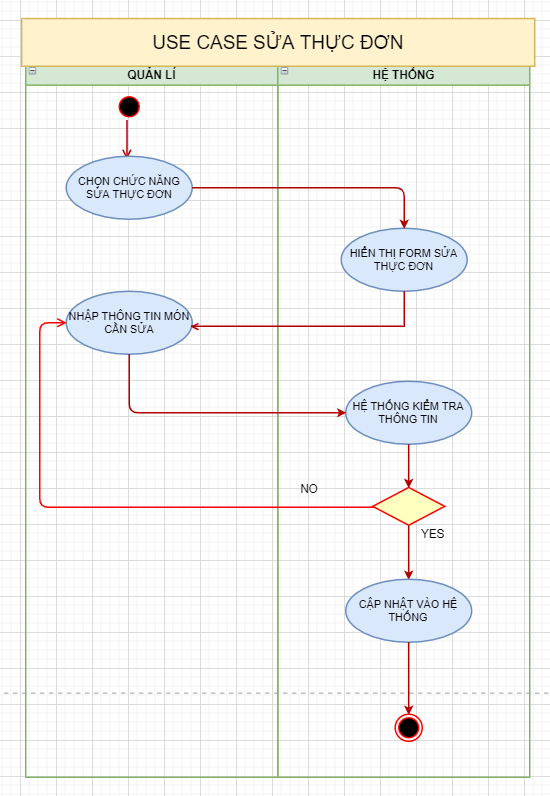 USE CASE SỬA THỰC ĐƠN
QUẢN LÍ
HỆ THỐNG
CHỌN CHỨC NĂNG
SỬA THỰC ĐƠN
HIỂN THỊ FORM SỬA
THỰC ĐƠN
NHẬP THÔNG TIN MÓN
CẦN SỬA
HỆ THỐNG KIỂM TRA
THÔNG TIN
NO
YES
CẬP NHẬT VÀO HỆ
THỐNG